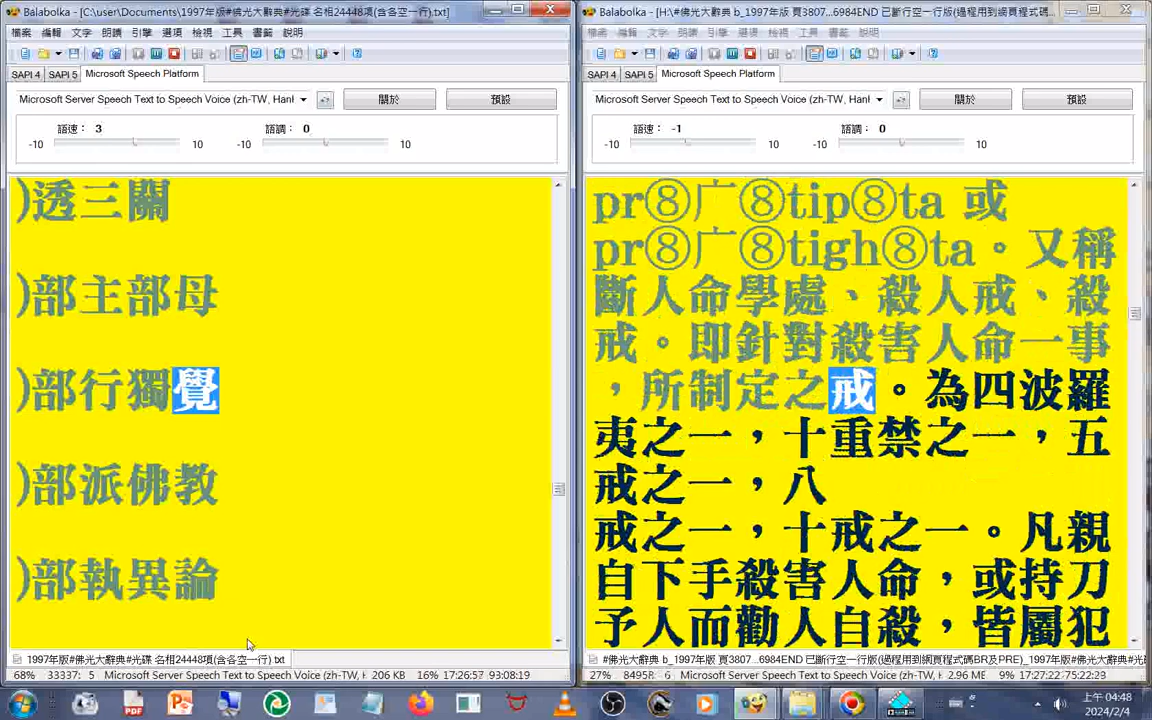 Balabolka - [C:\user\Documents\1997年版#佛光大辭典#光碟 名相24448項(含各空一行).txt]
檔案 編輯 文字 朗讀 引擎 選項 檢視 工具 書籤 說明
SAPI 4 SAPI 5 Microsoft Speech Platform
Microsoft Server Speech Text to Speech Voice (zh-TW, Hanl
關於 預設
語速： 3 語調： 0
-10 10 -10 10
)透三關
)部主部母
)部行獨覺
)部派佛教
)部執異論
1997年版#佛光大辭典#光碟 名相24448項(含各空一行).txt
68% 33337: 5 Microsoft Server Speech Text to Speech Voice (zh-TW, H 206 KB 16% 17:26:57 93:08:19
Balabolka - [H:\#佛光大辭典 b_1997年版 頁3807...6984END 已斷行空一行版(過程用到網頁程式碼
檔案 編輯 文字 朗讀 引擎 選項 檢視 工具 書籤 說明
SAPI 4 SAPI 5 Microsoft Speech Platform
Microsoft Server Speech Text to Speech Voice (zh-TW, Hanl
關於 預設
語速： -1 語調： 0
-10 10 -10 10
pr⑧广⑧tip⑧ta 或
pr⑧广⑧tigh⑧ta。又稱
斷人命學處、殺人戒、殺
戒。即針對殺害人命一事
，所制定之戒。為四波羅
夷之一，十重禁之一，五
戒之一，八
戒之一，十戒之一。凡親
自下手殺害人命，或持刀
予人而勸人自殺，皆屬犯
#佛光大辭典 b_1997年版 頁3807...6984END 已斷行空一行版(過程用到網頁程式碼BR及PRE)_1997年版#佛光
27% 84958: 6 Microsoft Server Speech Text to Speech Voice (zh-TW, H 2.96 MB 9% 17:27:22:75:22:23
上午 04:48
2024/2/4